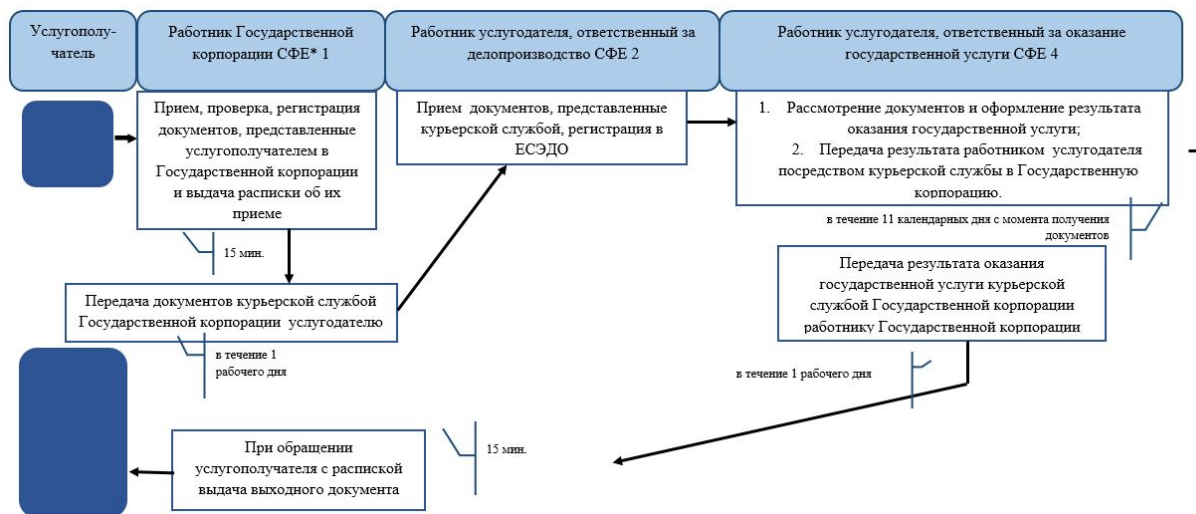 Услугополу-
чатель
Работник Государственной
корпорации СФЕ* 1
Работник услугодателя, ответственный за
делопроизводство СФЕ 2
Работник услугодателя, ответственный за оказание
государственной услуги СФЕ 4
Прием, проверка, регистрация
документов, представленные
услугополучателем в
Государственной корпорации
и выдача расписки об их
приеме
Прием документов, представленные
курьерской службой, регистрация в
ЕСЭДО
1. Рассмотрение документов и оформление результата
оказания государственной услуги;
2. Передача результата работником услугодателя
посредством курьерской службы в Государственную
корпорацию.
15 мин.
в течение 11 календарных дня с момента получения
документов
Передача документов курьерской службой
Государственной корпорации услугодателю
Передача результата оказания
государственной услуги курьерской
службой Государственной корпорации
работнику Государственной корпорации
в течение 1
рабочего дня
в течение 1 рабочего дня
При обращении
услугополучателя с распиской
выдача выходного документа
15 мин.